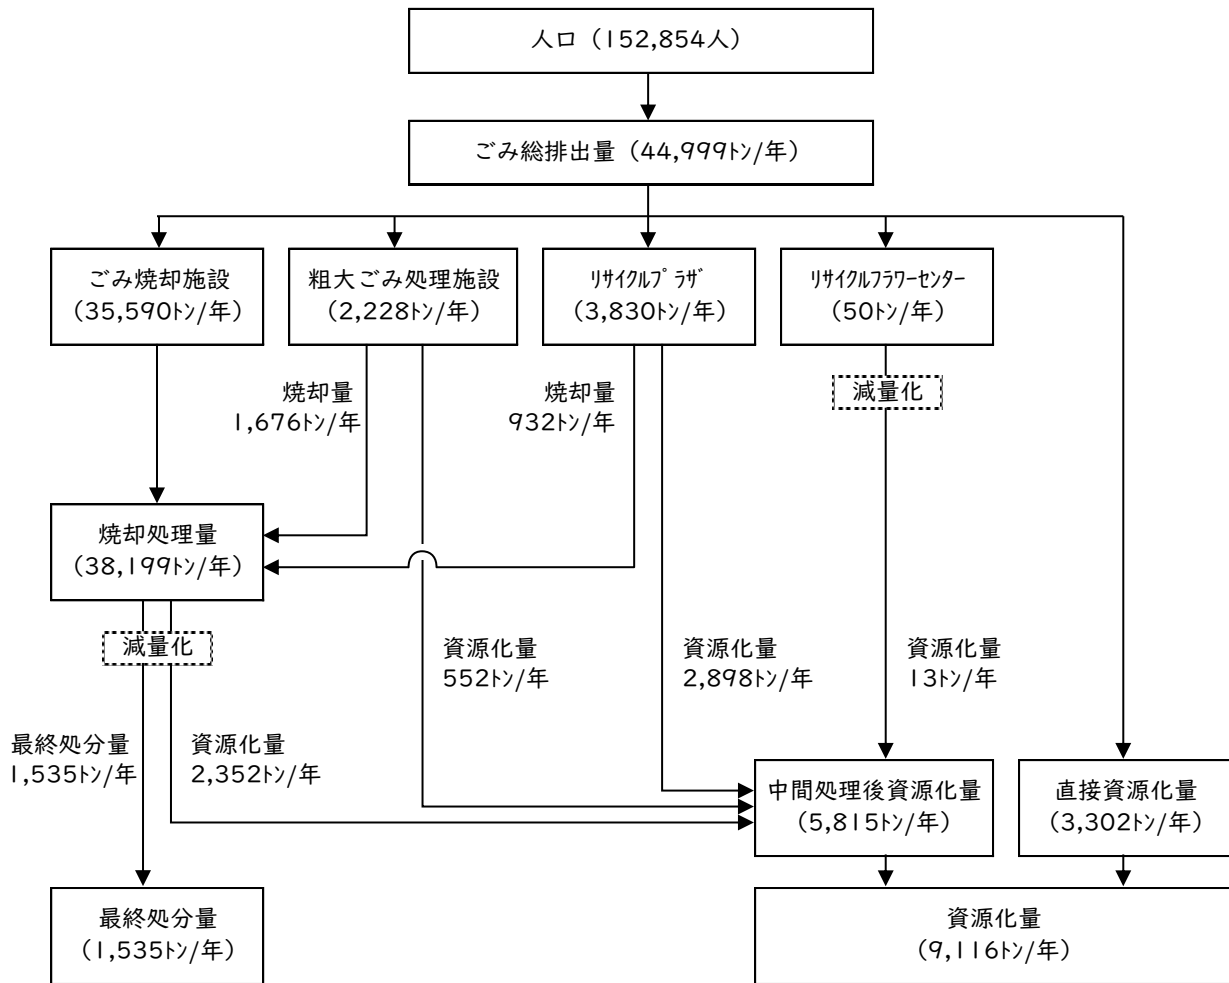 人口（152,854人）
ごみ総排出量（44,999ﾄﾝ/年）
ごみ焼却施設
（35,590ﾄﾝ/年）
粗大ごみ処理施設
（2,228ﾄﾝ/年）
ﾘｻｲｸﾙﾌﾟﾗｻﾞ
（3,830ﾄﾝ/年）
ﾘｻｲｸﾙﾌﾗﾜｰｾﾝﾀｰ
（50ﾄﾝ/年）
焼却量
1,676ﾄﾝ/年
焼却量
932ﾄﾝ/年
減量化
焼却処理量
（38,199ﾄﾝ/年）
減量化
資源化量
552ﾄﾝ/年
資源化量
2,898ﾄﾝ/年
資源化量
13ﾄﾝ/年
最終処分量
1,535ﾄﾝ/年
資源化量
2,352ﾄﾝ/年
中間処理後資源化量
（5,815ﾄﾝ/年）
直接資源化量
（3,302ﾄﾝ/年）
最終処分量
（1,535ﾄﾝ/年）
資源化量
（9,116ﾄﾝ/年）